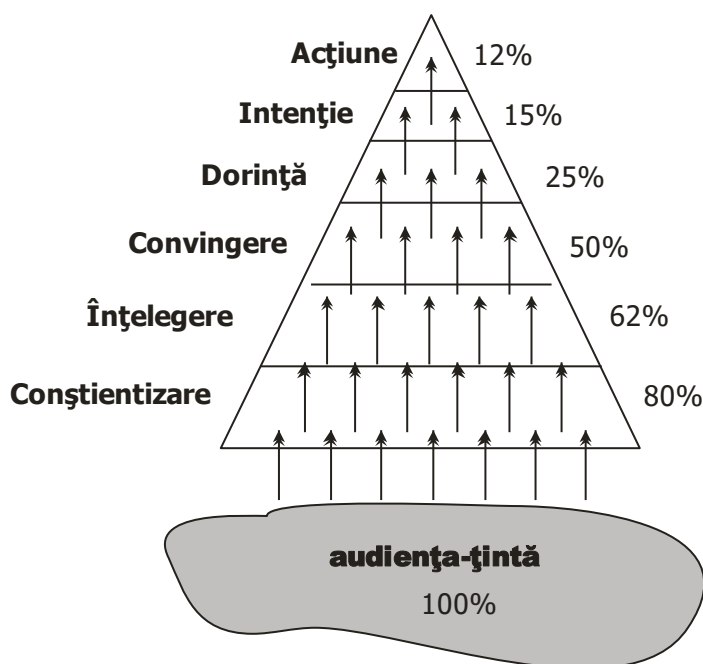 Acţiune 12%
Intenţie 15%
Dorinţă 25%
Convingere 50%
Înţelegere 62%
Conştientizare 80%
audienţa-ţintă
100%